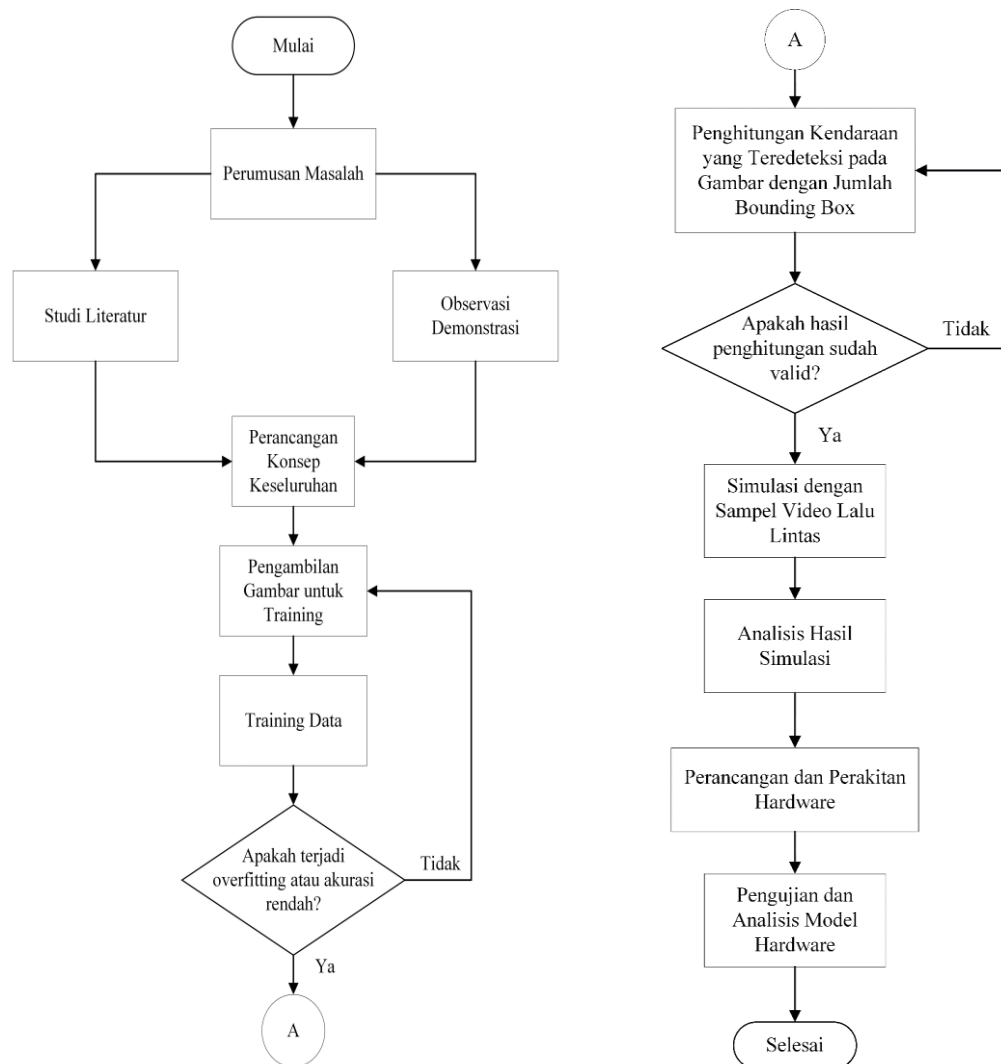 Mulai
Perumusan Masalah
Studi Literatur
Observasi
Demonstrasi
Perancangan
Konsep
Keseluruhan
Pengambilan
Gambar untuk
Training
Training Data
Apakah terjadi
overfitting atau akurasi
rendah?
Tidak
Ya
A
A
Penghitungan Kendaraan
yang Teredeteksi pada
Gambar dengan Jumlah
Bounding Box
Apakah hasil
penghitungan sudah
valid?
Tidak
Ya
Simulasi dengan
Sampel Video Lalu
Lintas
Analisis Hasil
Simulasi
Perancangan dan Perakitan
Hardware
Pengujian dan
Analisis Model
Hardware
Selesai